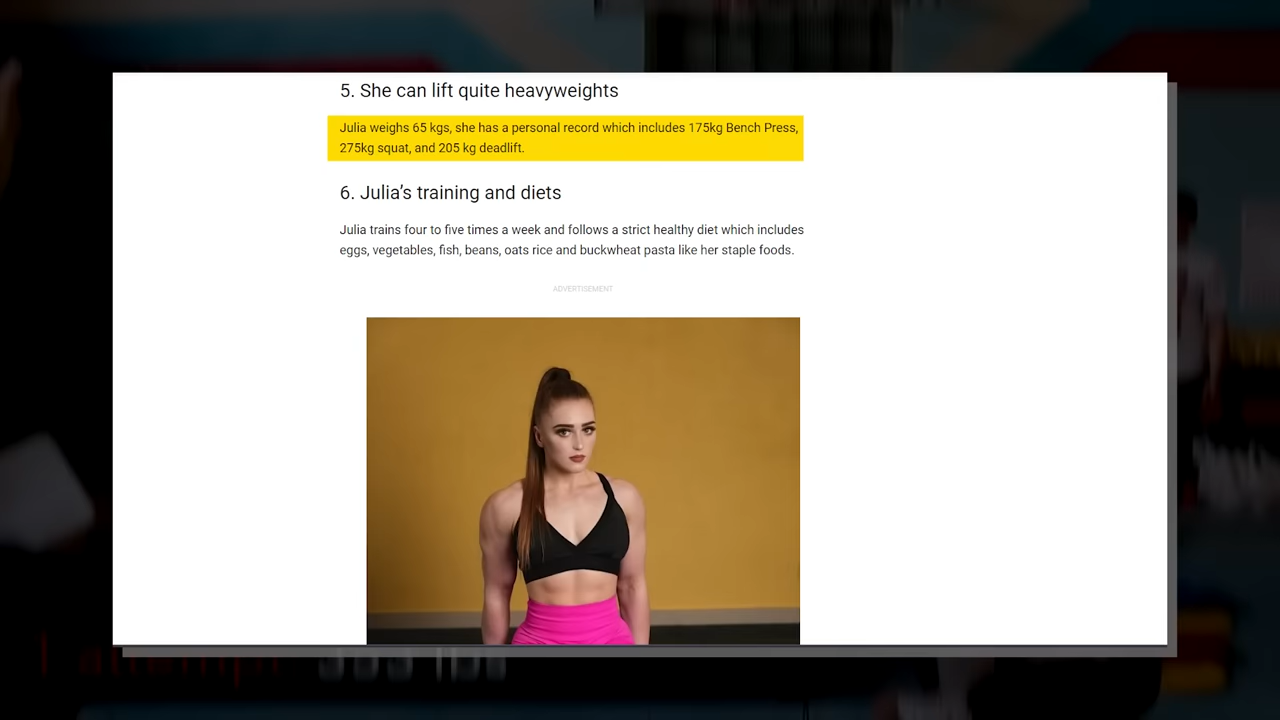 5. She can lift quite heavyweights
Julia weighs 65 kgs, she has a personal record which includes 175kg Bench Press,
275kg squat, and 205 kg deadlift.
6. Julia’s training and diets
Julia trains four to five times a week and follows a strict healthy diet which includes
eggs, vegetables, fish, beans, oats rice and buckwheat pasta like her staple foods.
ADVERTISEMENT